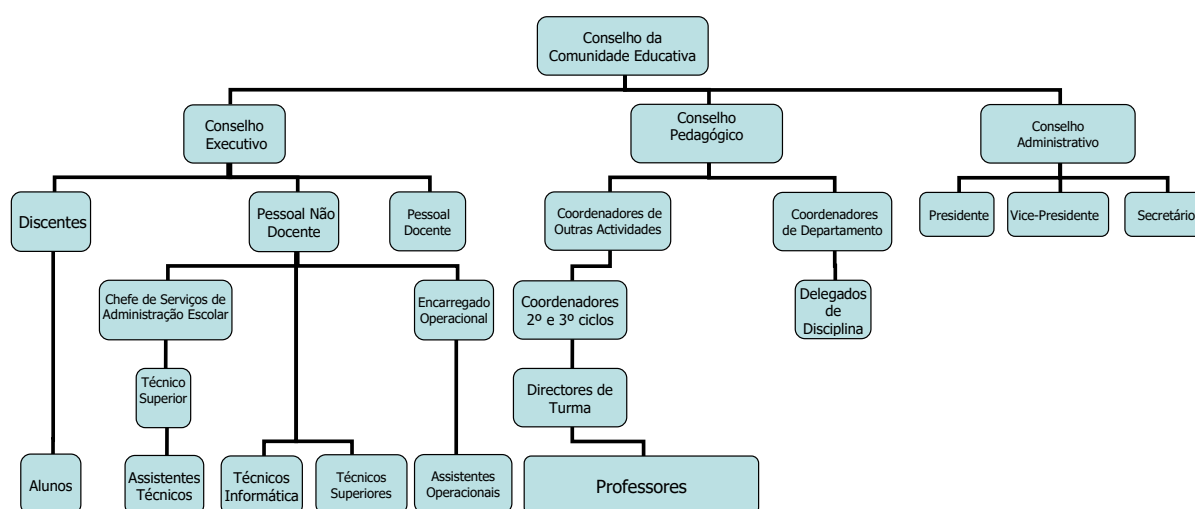 Conselho da
Comunidade Educativa
Conselho
Executivo
Conselho
Pedagógico
Conselho
Administrativo
Discentes
Pessoal Não
Docente
Pessoal
Docente
Coordenadores de
Outras Actividades
Coordenadores
de Departamento
Presidente
Vice-Presidente
Secretário
Chefe de Serviços de
Administração Escolar
Encarregado
Operacional
Coordenadores
2º e 3º ciclos
Delegados
de
Disciplina
Técnico
Superior
Directores de
Turma
Alunos
Assistentes
Técnicos
Técnicos
Informática
Técnicos
Superiores
Assistentes
Operacionais
Professores